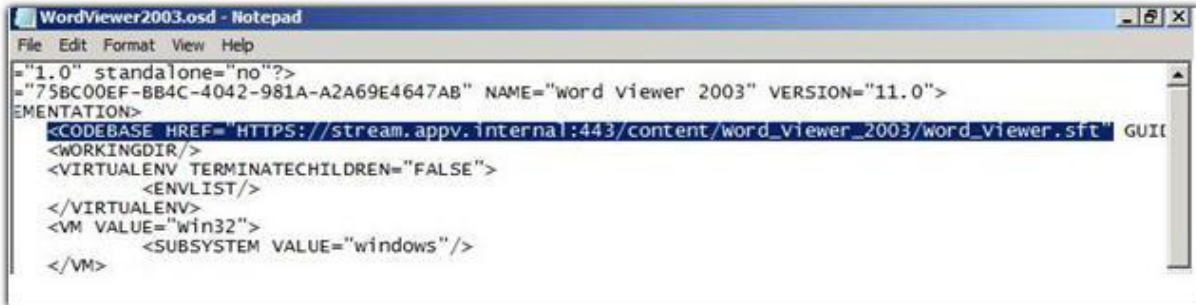 WordViewer2003.osd - Notepad
File Edit Format View Help
="1.0" standalone="no"?>
="75BC00EF-BB4C-4042-981A-A2A69E4647AB" NAME="Word Viewer 2003" VERSION="11.0">
EMENTATION>
<CODEBASE HREF="HTTPS://stream.appv.internal:443/content/Word_Viewer_2003/Word_Viewer.sft" GUID
<WORKINGDIR/>
<VIRTUALENV TERMINATECHILDREN="FALSE">
<ENVLIST/>
</VIRTUALENV>
<VM VALUE="Win32">
<SUBSYSTEM VALUE="windows"/>
</VM>